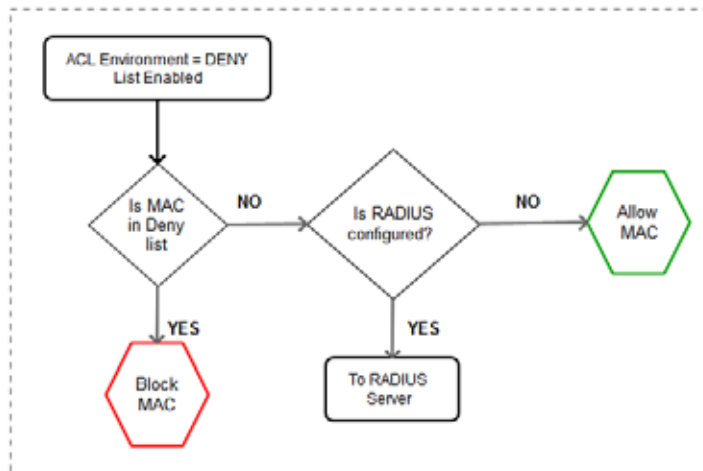 ACL Environment = DENY
List Enabled
Is MAC
in Deny
list
NO
Is RADIUS
configured?
NO
Allow
MAC
YES
Block
MAC
YES
To RADIUS
Server